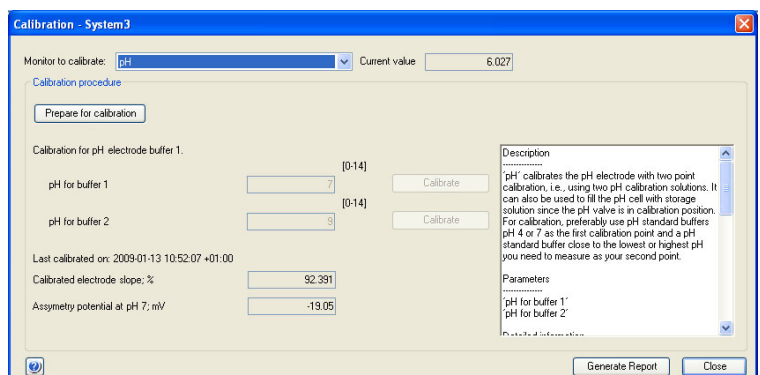 Calibration - System3
Monitor to calibrate: pH Current value 6.027
Calibration procedure
Prepare for calibration
Calibration for pH electrode buffer 1.
[0-14]
pH for buffer 1 7 Calibrate
[0-14]
pH for buffer 2 9 Calibrate
Last calibrated on: 2009-01-13 10:52:07 +01:00
Calibrated electrode slope; % 92.391
Assymetry potential at pH 7; mV -19.05
Description
---------------
'pH' calibrates the pH electrode with two point
calibration, i.e., using two pH calibration solutions. It
can also be used to fill the pH cell with storage
solution since the pH valve is in calibration position.
For calibration, preferably use pH standard buffers
pH 4 or 7 as the first calibration point and a pH
standard buffer close to the lowest or highest pH
you need to measure as your second point.
Parameters
---------------
'pH for buffer 1'
'pH for buffer 2'
Detailed information
Generate Report Close